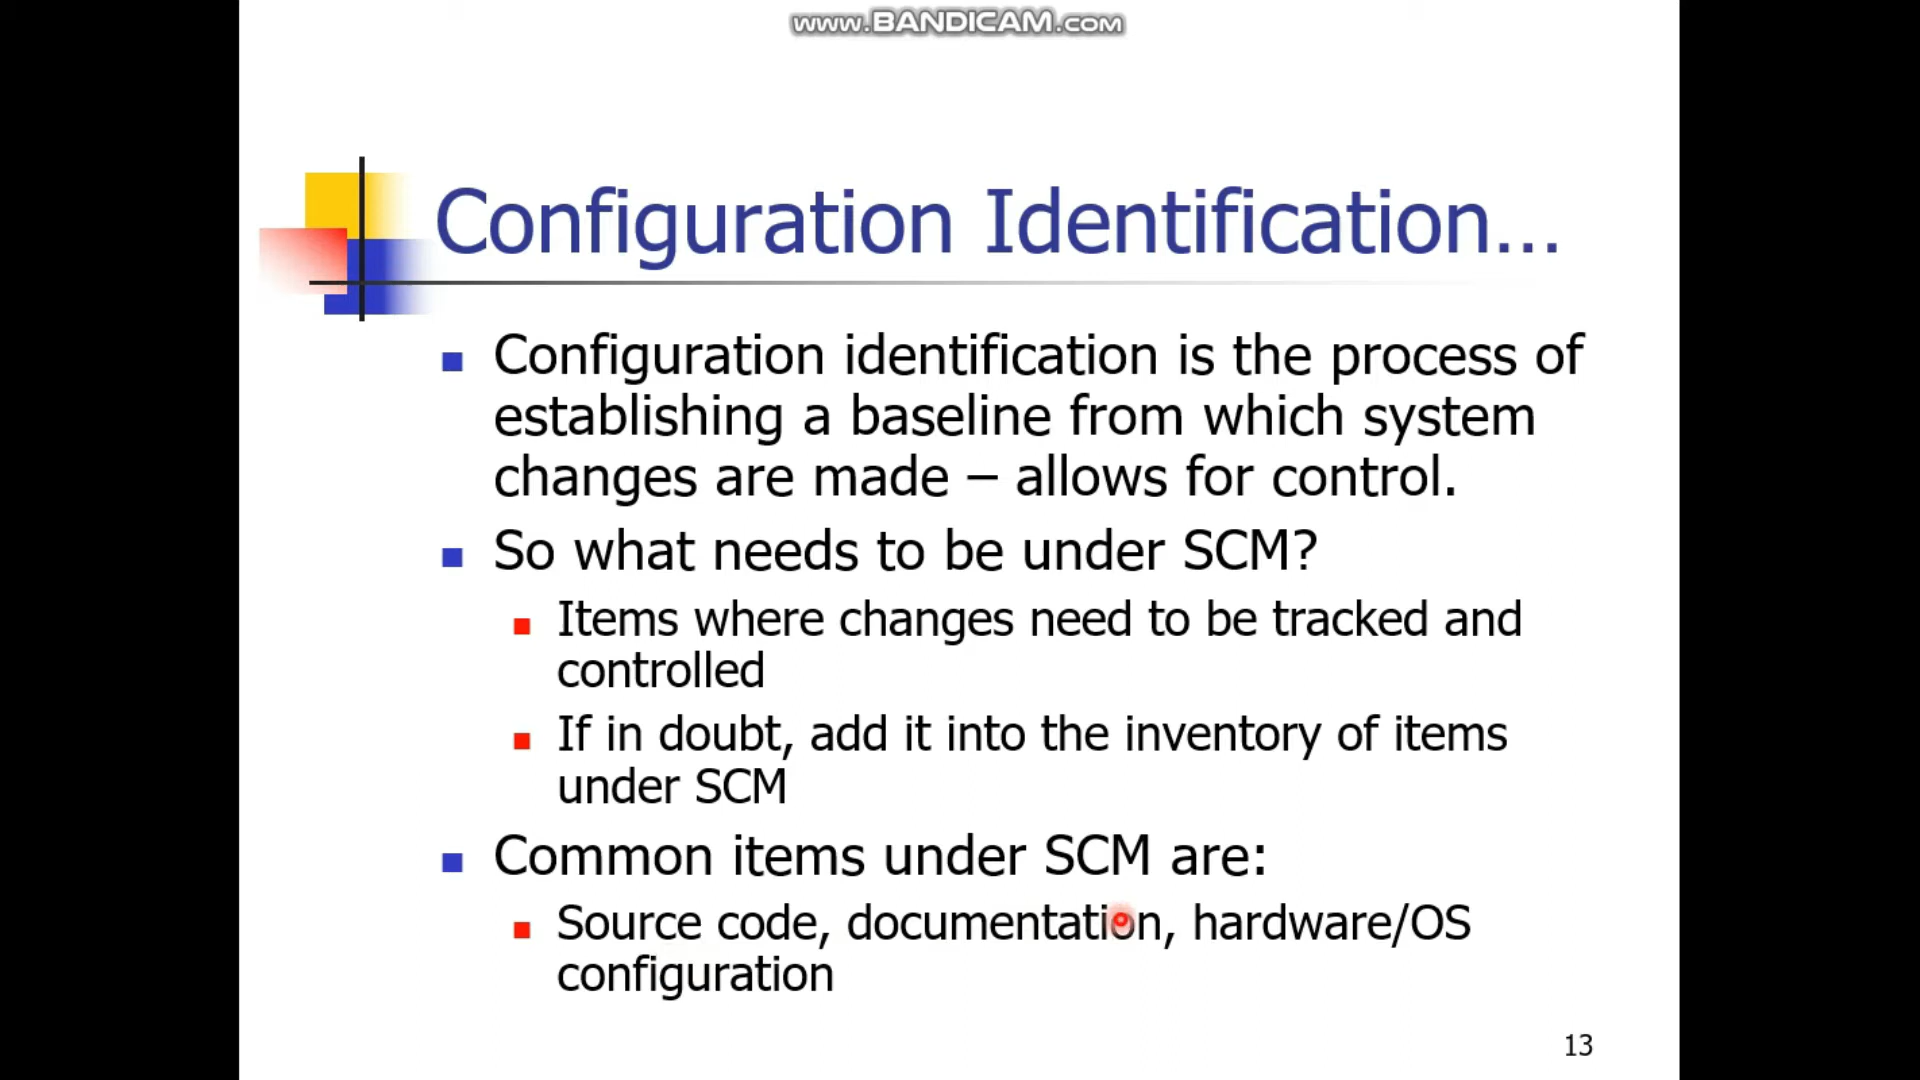 www.BANDICAM.com
Configuration Identification…
Configuration identification is the process of
establishing a baseline from which system
changes are made – allows for control.
So what needs to be under SCM?
Items where changes need to be tracked and
controlled
If in doubt, add it into the inventory of items
under SCM
Common items under SCM are:
Source code, documentation, hardware/OS
configuration
13